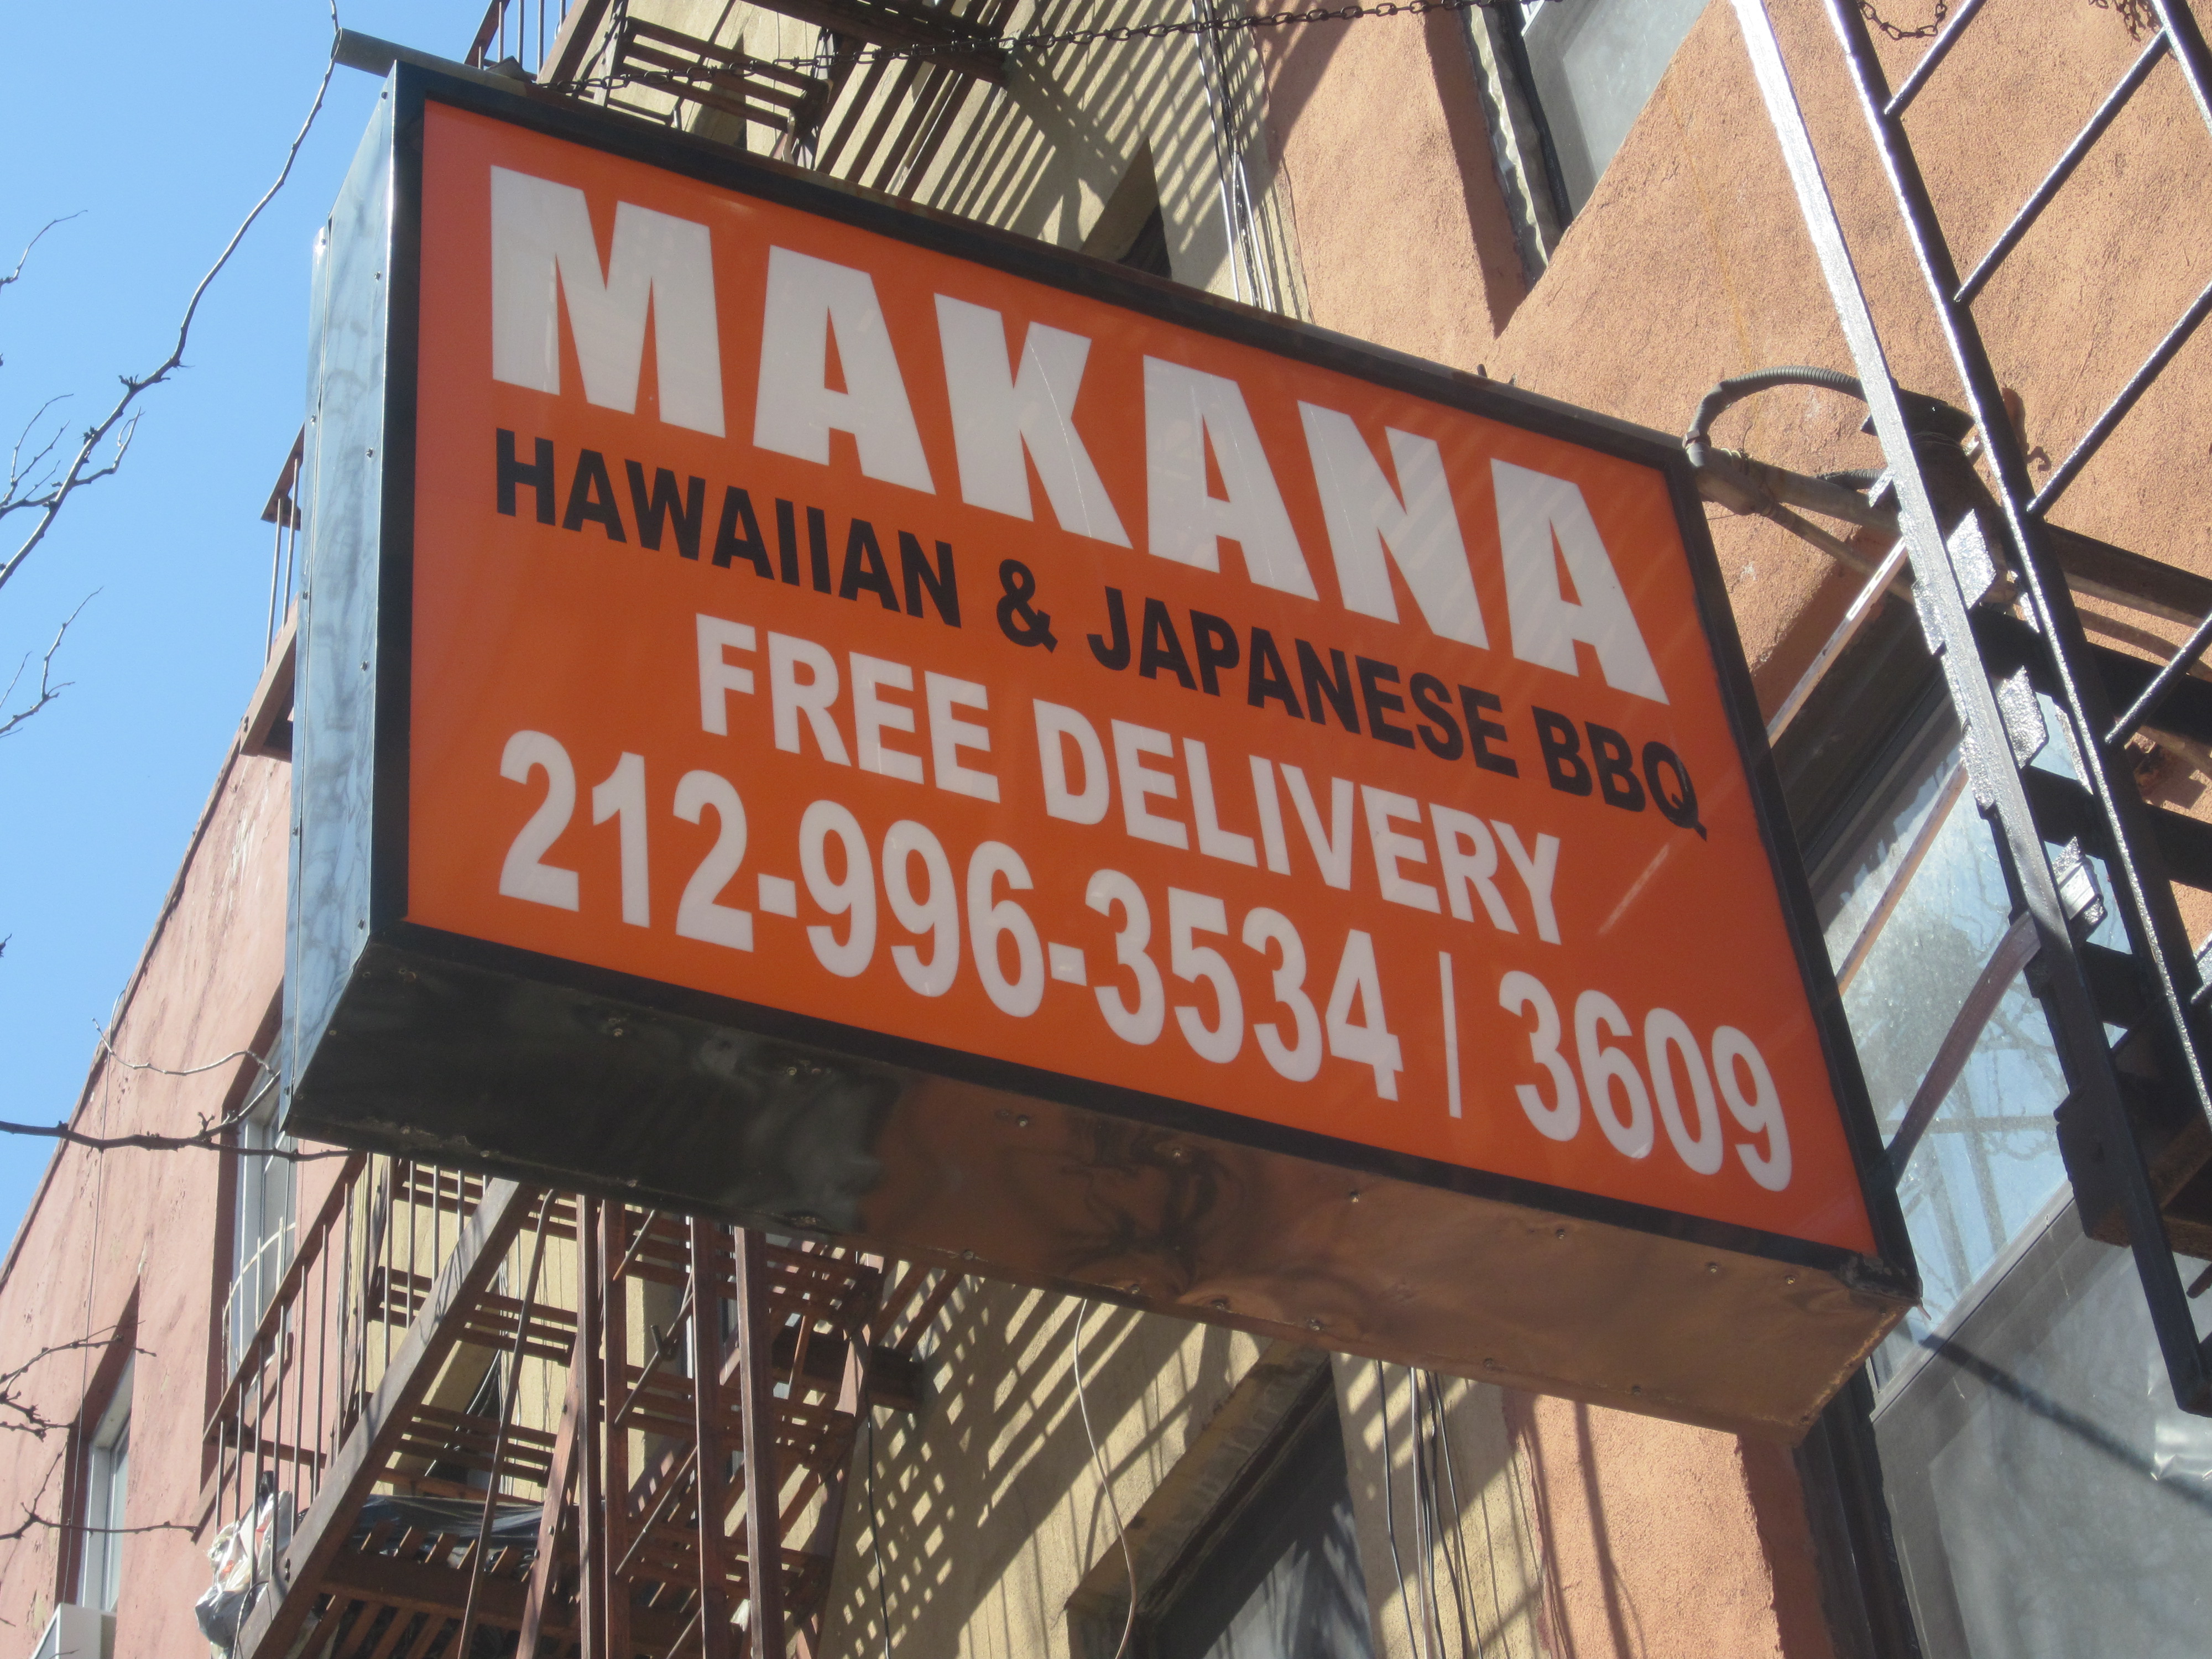 MAKANA
HAWAIIAN & JAPANESE BBQ
FREE DELIVERY
212-996-3534 | 3609